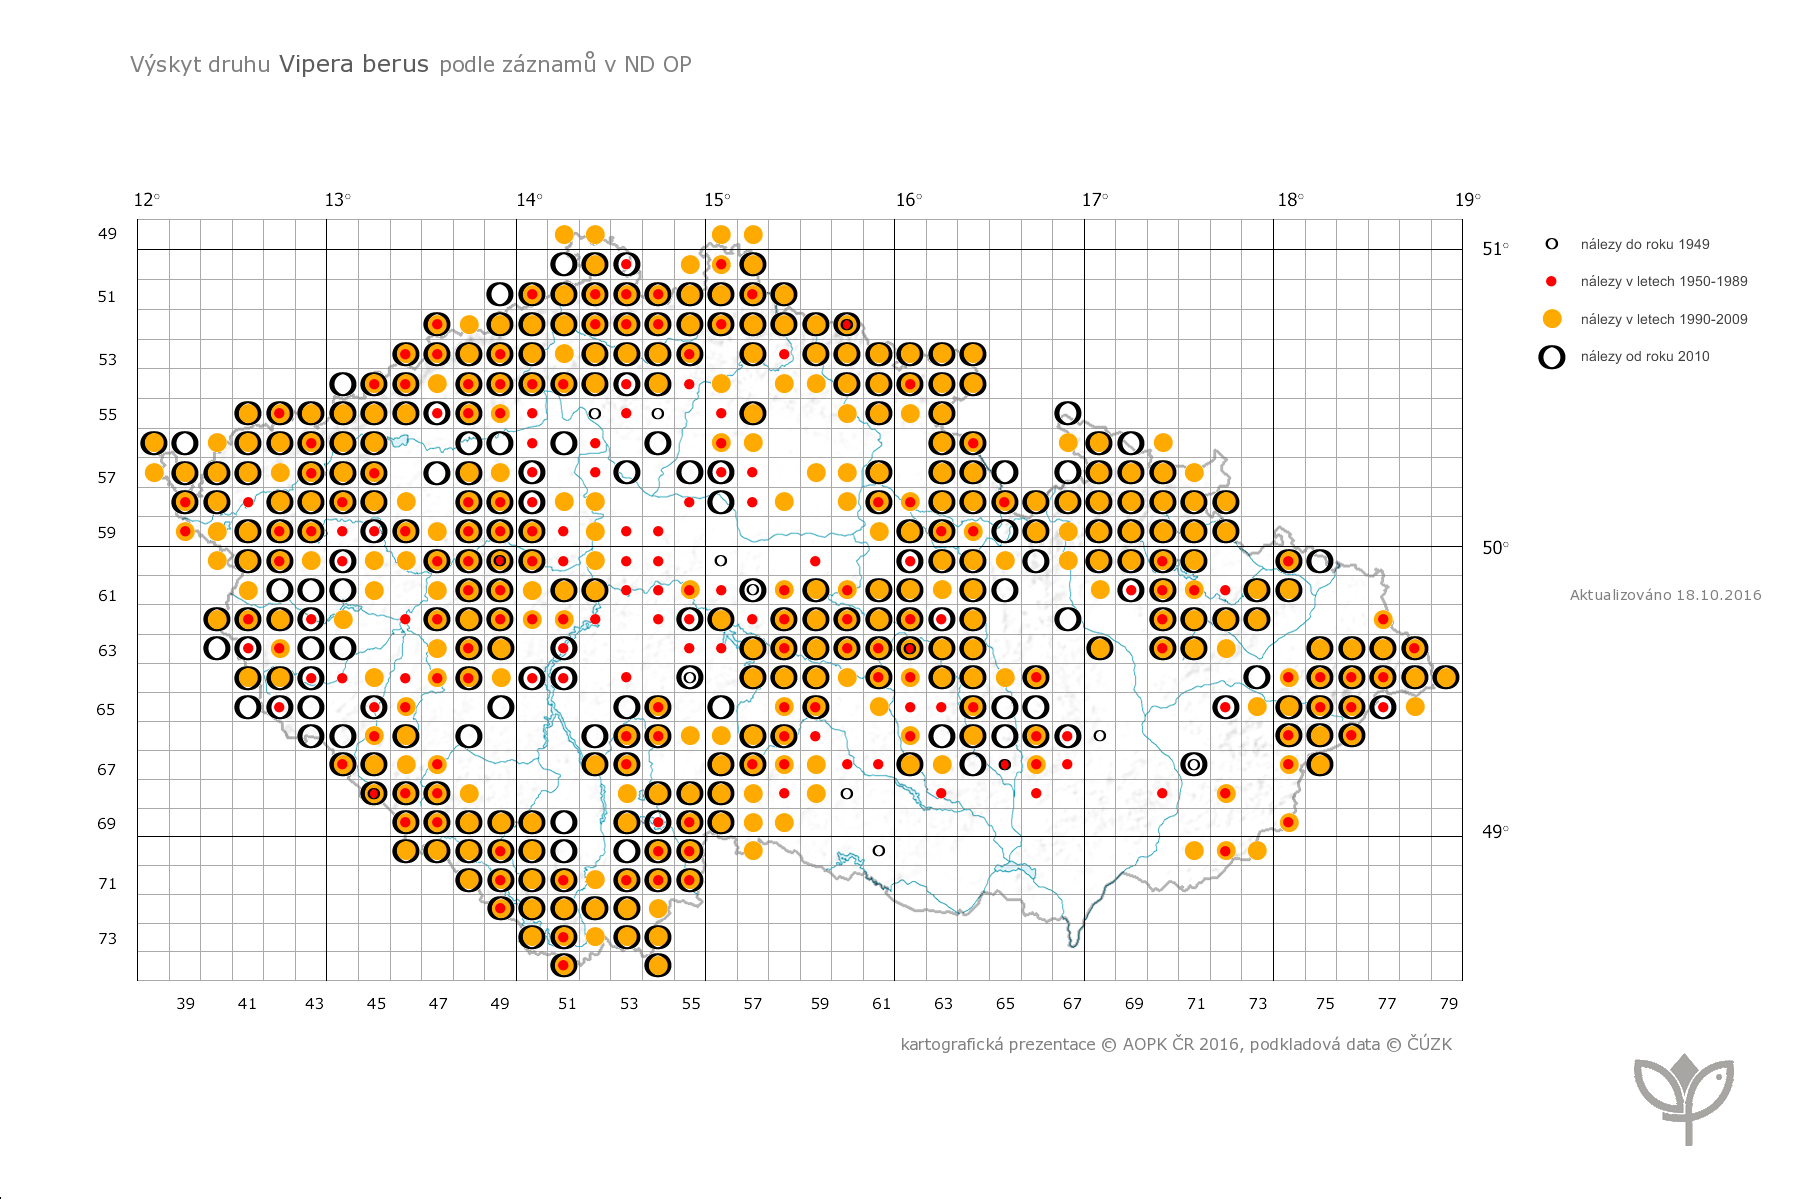 Výskyt druhu Vipera berus podle záznamů v ND OP
12° 13° 14° 15° 16° 17° 18° 19°
49
51°
nálezy do roku 1949
51
nálezy v letech 1950-1989
nálezy v letech 1990-2009
53
nálezy od roku 2010
55
57
59
50°
61
Aktualizováno 18.10.2016
63
65
67
69
49°
71
73
39 41 43 45 47 49 51 53 55 57 59 61 63 65 67 69 71 73 75 77 79
kartografická prezentace © AOPK ČR 2016, podkladová data © ČÚZK